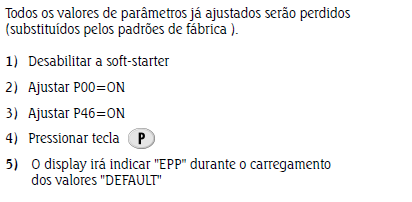 Todos os valores de parâmetros já ajustados serão perdidos
(substituídos pelos padrões de fábrica ).
1) Desabilitar a soft-starter
2) Ajustar P00=ON
3) Ajustar P46=ON
4) Pressionar tecla P
5) O display irá indicar "EPP" durante o carregamento
dos valores "DEFAULT"